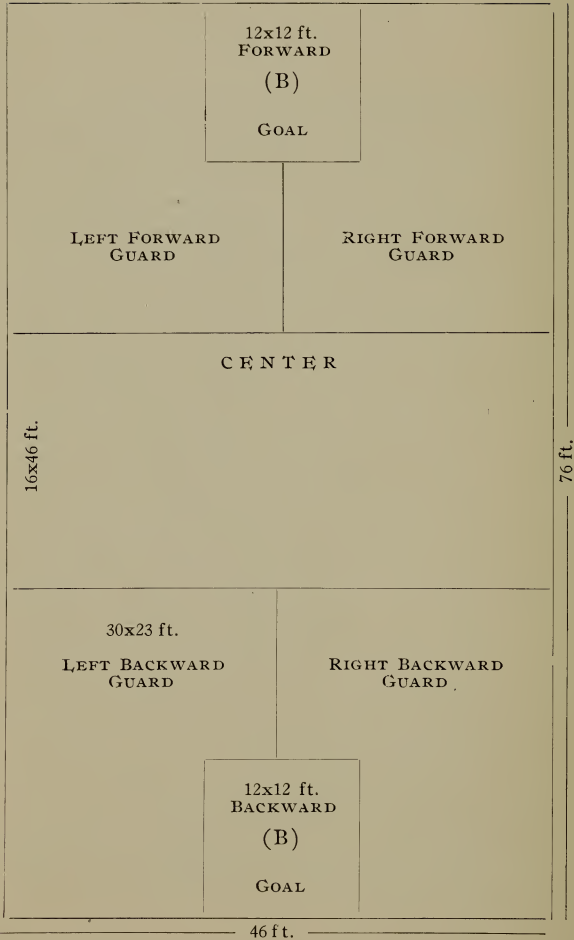 12x12 ft.
FORWARD
(B)
GOAL
LEFT FORWARD
GUARD
RIGHT FORWARD
GUARD
CENTER
16x46 ft.
76 ft.
30x23 ft.
LEFT BACKWARD
GUARD
RIGHT BACKWARD
GUARD
12x12 ft.
BACKWARD
(B)
GOAL
46 ft.